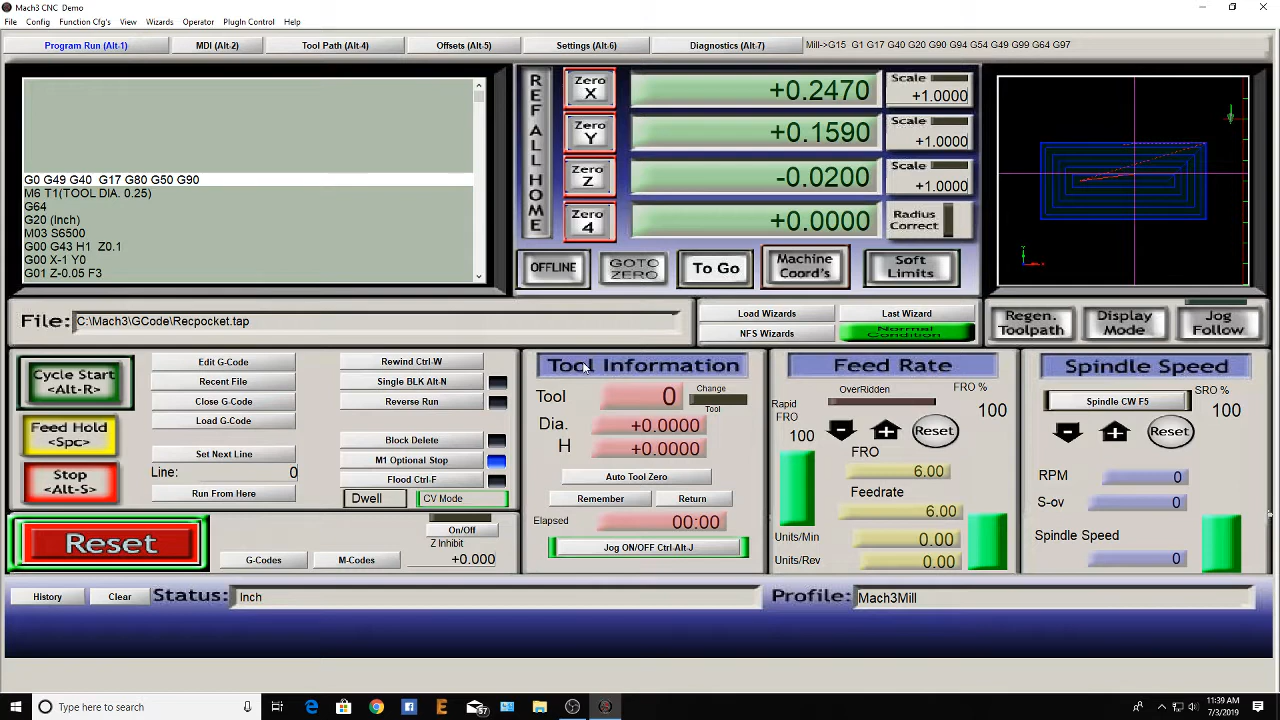 Mach3 CNC Demo
File Config Function Cfg's View Wizards Operator PlugIn Control Help
Program Run (Alt-1) MDI (Alt-2) Tool Path (Alt-4) Offsets (Alt-5) Settings (Alt-6) Diagnostics (Alt-7) Mill->G15 G1 G17 G40 G20 G90 G94 G54 G49 G99 G64 G97
G0 G49 G40 G17 G80 G50 G90
M6 T1(TOOL DIA. 0.25)
G64
G20 (Inch)
M03 S6500
G00 G43 H1 Z0.1
G00 X-1 Y0
G01 Z-0.05 F3
REF ALL HOME
Zero X +0.2470 Scale +1.0000
Zero Y +0.1590 Scale +1.0000
Zero Z -0.0200 Scale +1.0000
Zero 4 +0.0000 Radius Correct
OFFLINE GOTO ZERO To Go Machine Coord's Soft Limits
File: C:\Mach3\GCode\Recpocket.tap
Load Wizards Last Wizard
NFS Wizards Normal Condition
Regen. Toolpath Display Mode Jog Follow
Cycle Start <Alt-R>
Feed Hold <Spc>
Stop <Alt-S>
Reset
Edit G-Code
Recent File
Close G-Code
Load G-Code
Set Next Line
Line: 0
Run From Here
Rewind Ctrl-W
Single BLK Alt-N
Reverse Run
Block Delete
M1 Optional Stop
Flood Ctrl-F
Dwell CV Mode
G-Codes M-Codes
On/Off
Z Inhibit
+0.000
Tool Information
Tool 0 Change Tool
Dia. +0.0000
H +0.0000
Auto Tool Zero
Remember Return
Elapsed 00:00
Jog ON/OFF Ctrl-Alt-J
Feed Rate
OverRidden FRO %
Rapid FRO 100
100
Reset
FRO
6.00
Feedrate
6.00
Units/Min 0.00
Units/Rev 0.00
Spindle Speed
Spindle CW F5 SRO %
100
Reset
RPM 0
S-ov 0
Spindle Speed
0
History Clear Status: Inch Profile: Mach3Mill
Type here to search
57
11:39 AM
7/3/2019